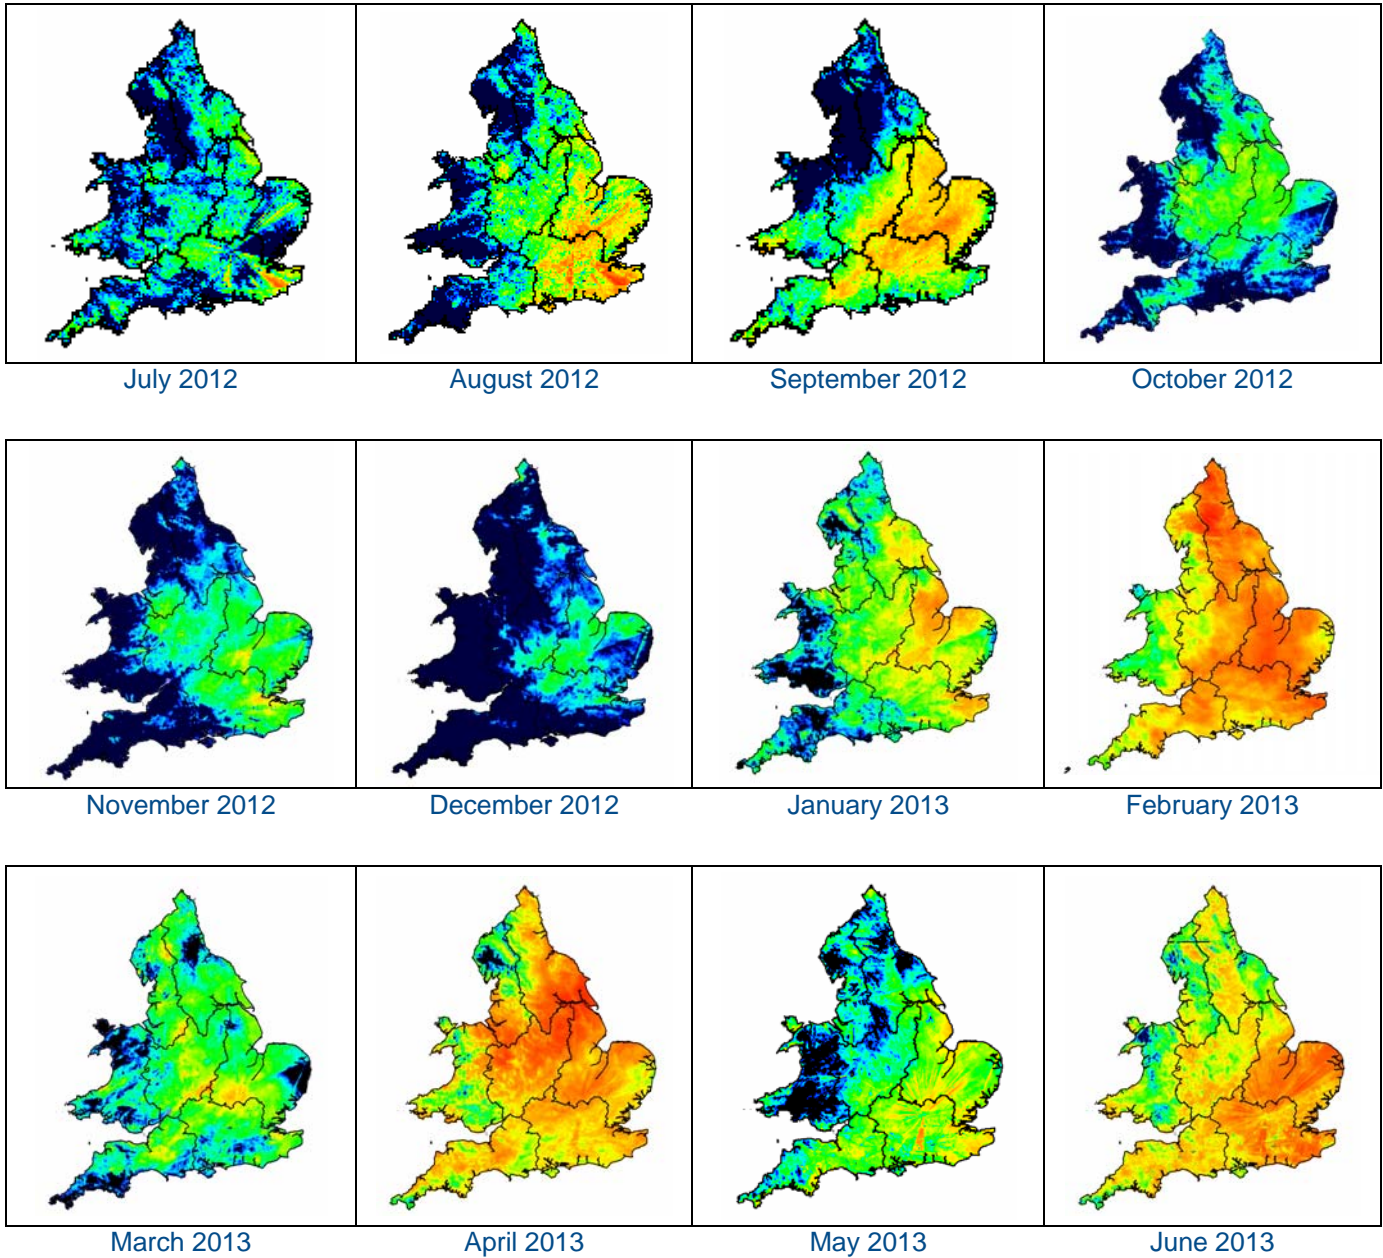 July 2012
August 2012
September 2012
October 2012
November 2012
December 2012
January 2013
February 2013
March 2013
April 2013
May 2013
June 2013